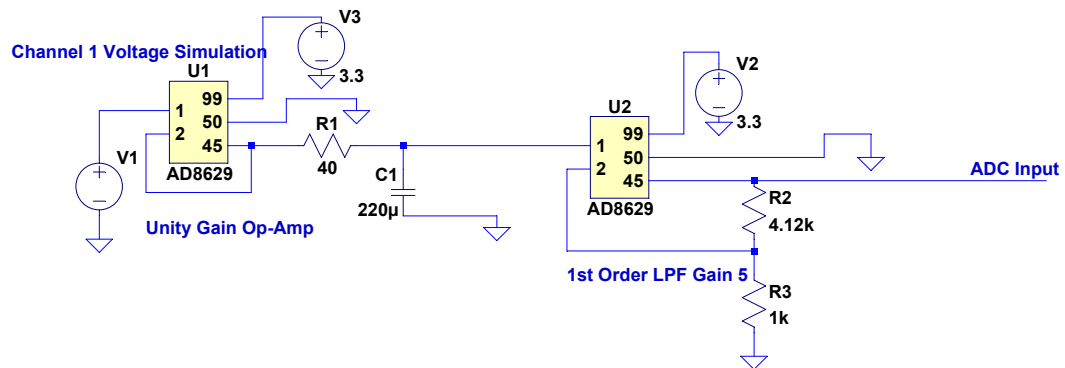 Channel 1 Voltage Simulation
V3
3.3
U1
1
2
99
50
45
AD8629
V1
R1
40
C1
220µ
Unity Gain Op-Amp
U2
1
2
99
50
45
AD8629
V2
3.3
ADC Input
R2
4.12k
1st Order LPF Gain 5
R3
1k